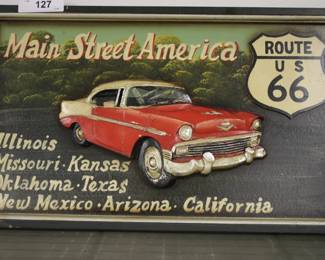 127
Main Street America
ROUTE
US
66
Illinois
Missouri·Kansas
Oklahoma·Texas
New Mexico·Arizona·California